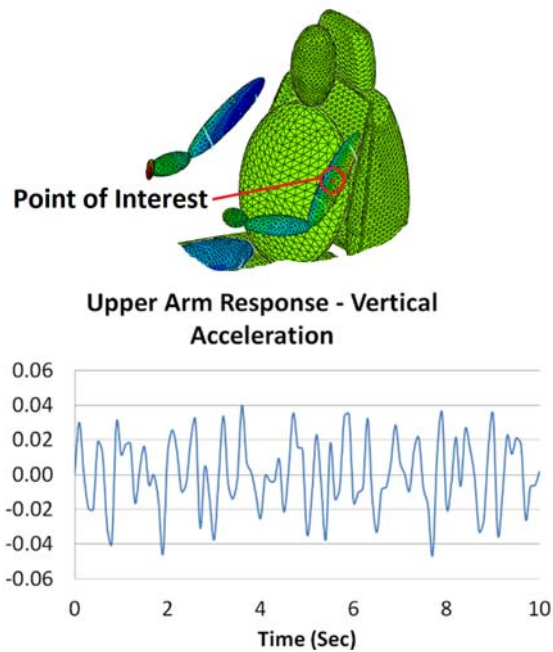 Point of Interest
Upper Arm Response - Vertical
Acceleration
0.06
0.04
0.02
0.00
-0.02
-0.04
-0.06
0 2 4 6 8 10
Time (Sec)